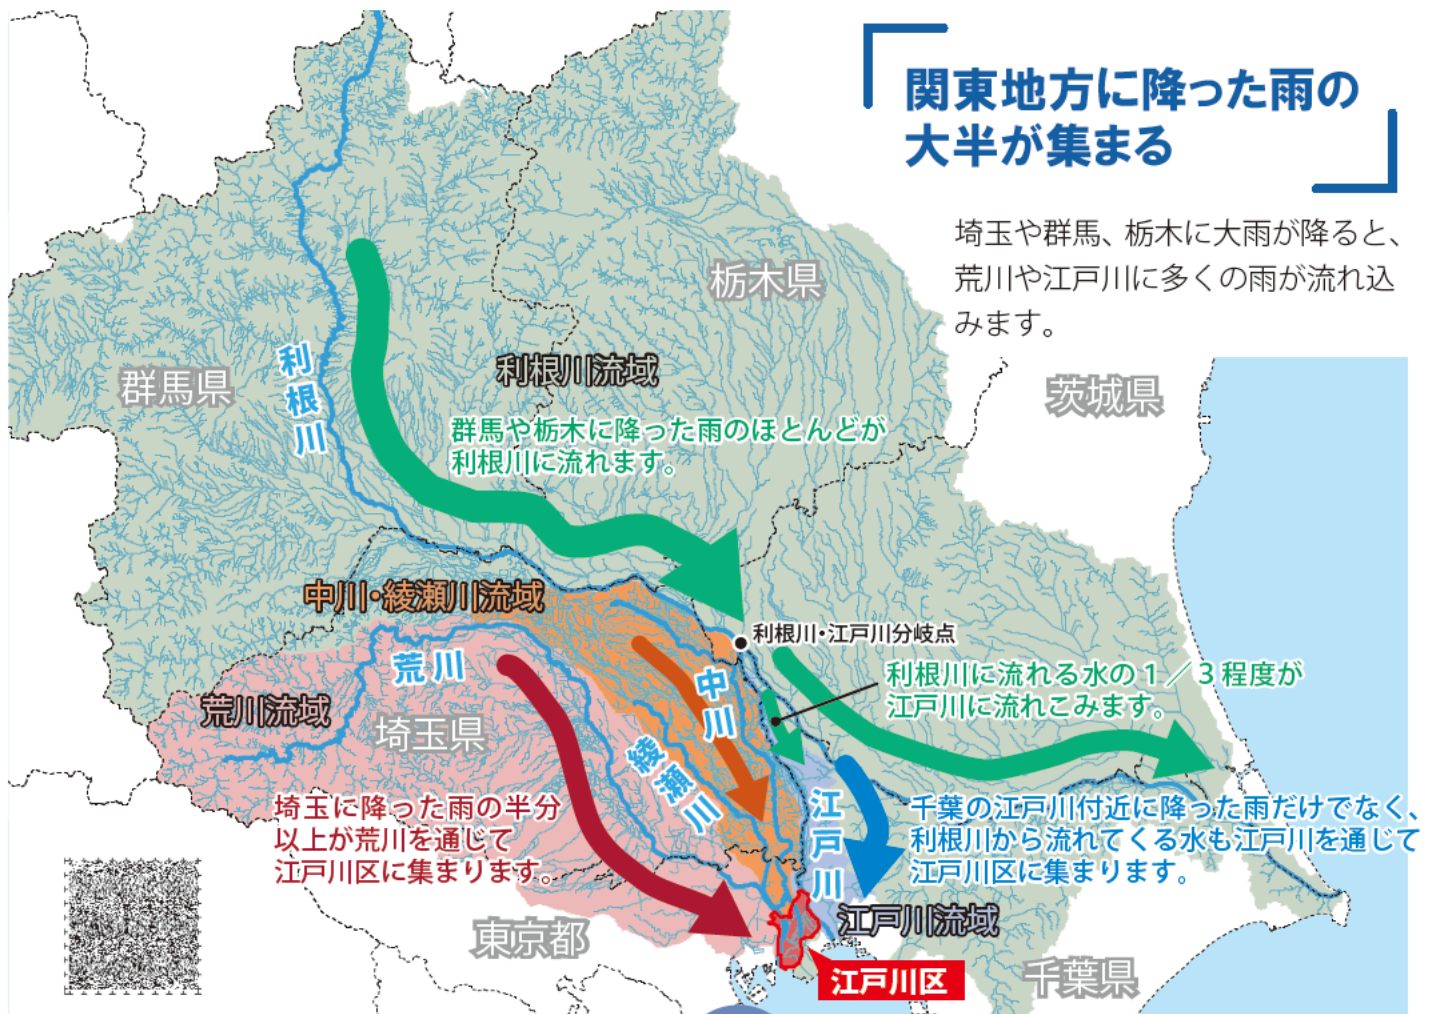 関東地方に降った雨の
大半が集まる
埼玉や群馬、栃木に大雨が降ると、
荒川や江戸川に多くの雨が流れ込
みます。
栃木県
利根川
群馬県
利根川流域
茨城県
群馬や栃木に降った雨のほとんどが
利根川に流れます。
中川・綾瀬川流域
利根川・江戸川分岐点
荒川
中川
利根川に流れる水の1／3程度が
江戸川に流れこみます。
荒川流域
埼玉県
綾瀬川
埼玉に降った雨の半分
以上が荒川を通じて
江戸川区に集まります。
江戸川
千葉の江戸川付近に降った雨だけでなく、
利根川から流れてくる水も江戸川を通じて
江戸川区に集まります。
東京都
江戸川流域
江戸川区
千葉県